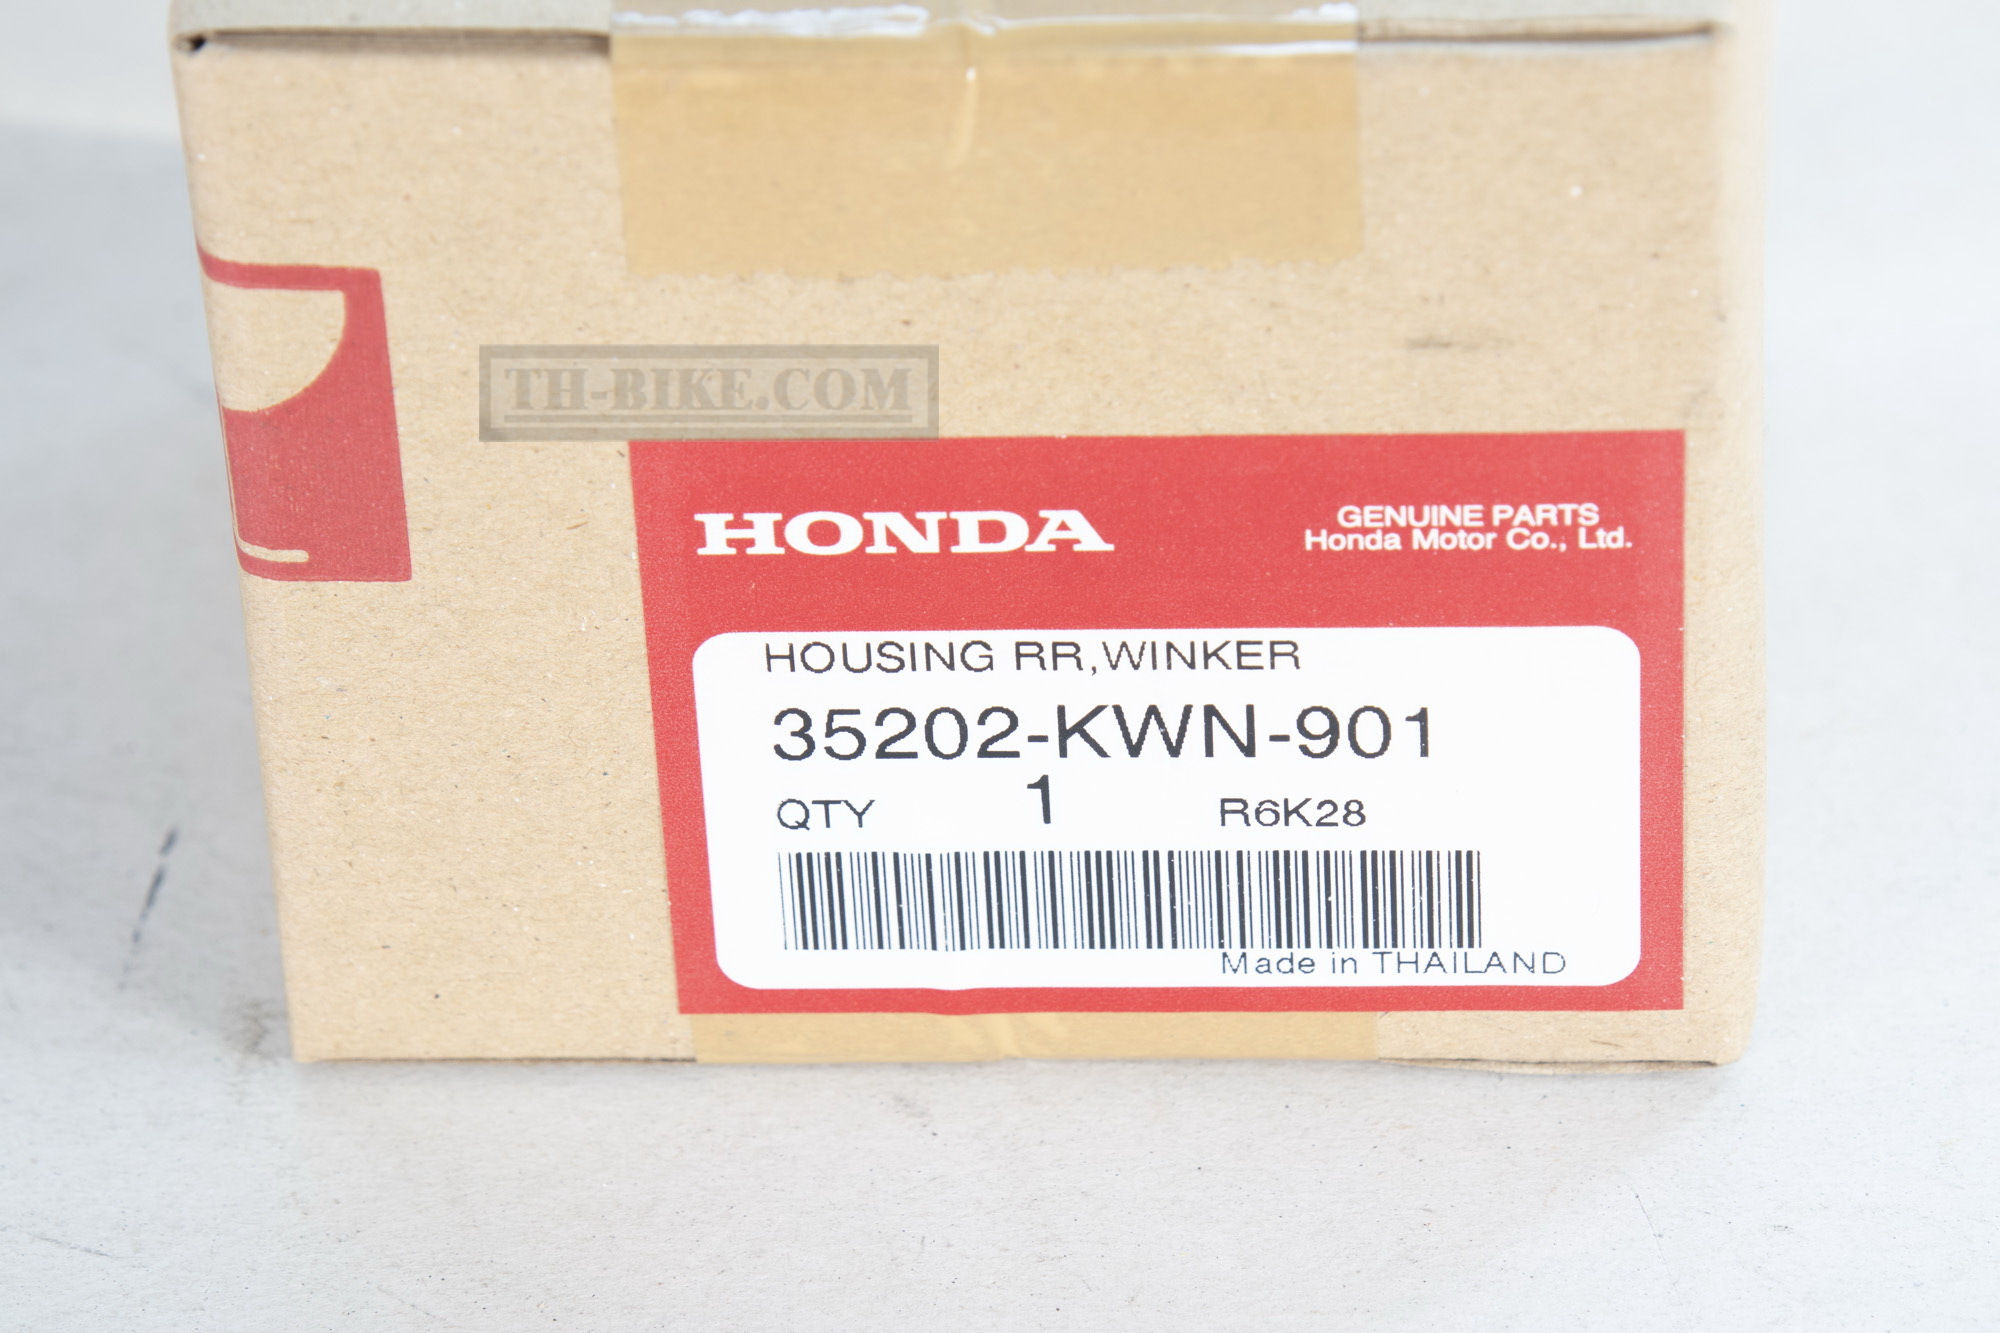 TH-BIKE.COM
HONDA
GENUINE PARTS
Honda Motor Co., Ltd.
HOUSING RR,WINKER
35202-KWN-901
QTY 1 R6K28
Made in THAILAND